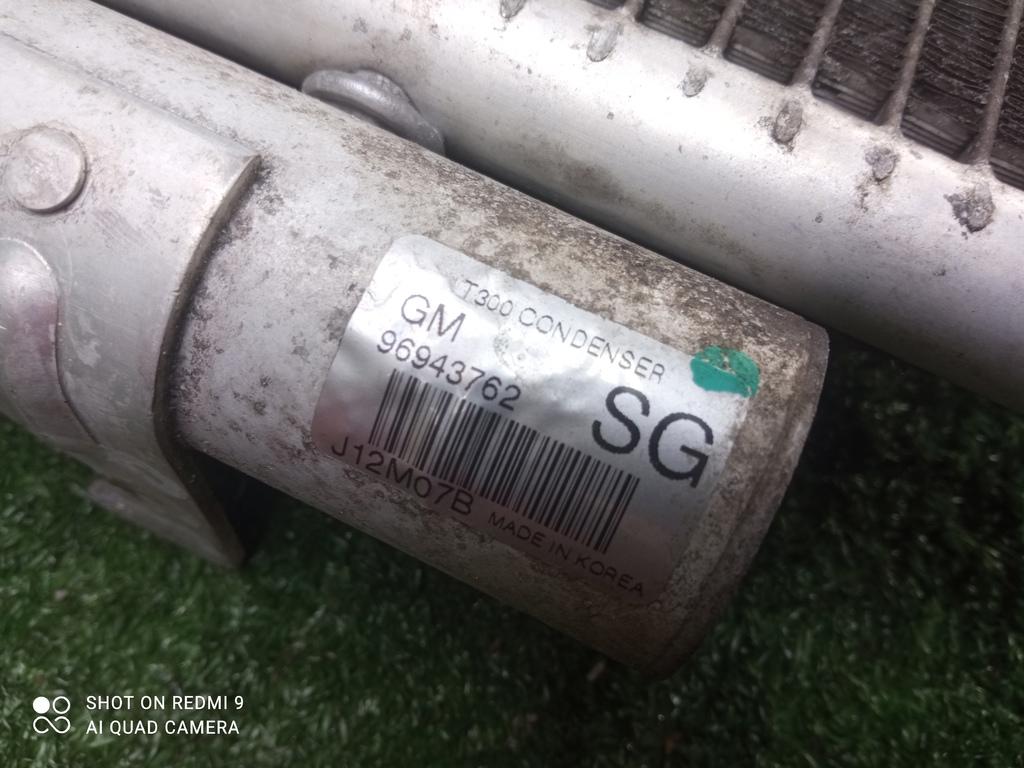 T300 CONDENSER
GM
96943762
SG
J12M07B
MADE IN KOREA
SHOT ON REDMI 9
AI QUAD CAMERA